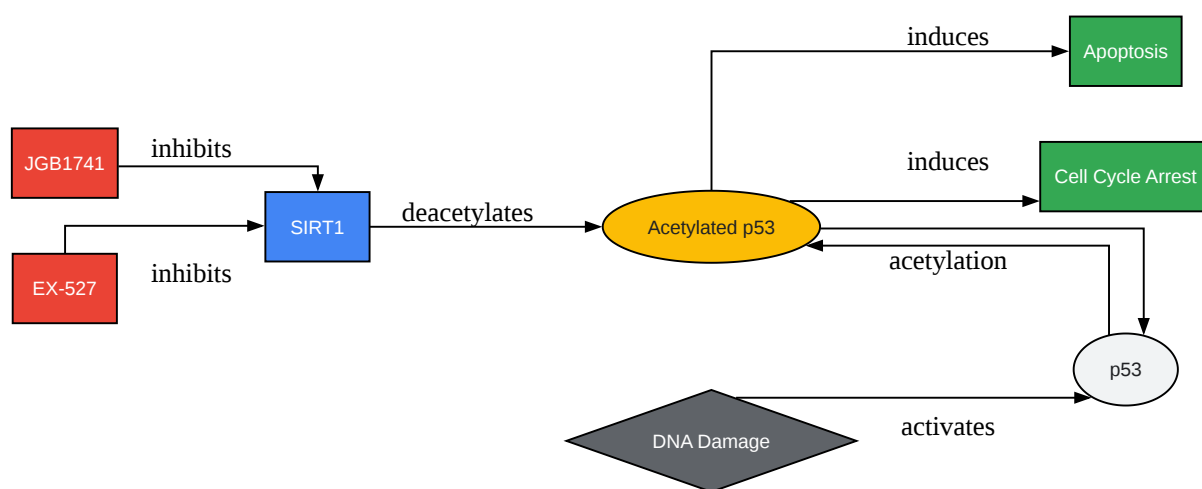 induces
Apoptosis
JGB1741
inhibits
induces
Cell Cycle Arrest
SIRT1
deacetylates
Acetylated p53
EX-527
inhibits
acetylation
p53
DNA Damage
activates